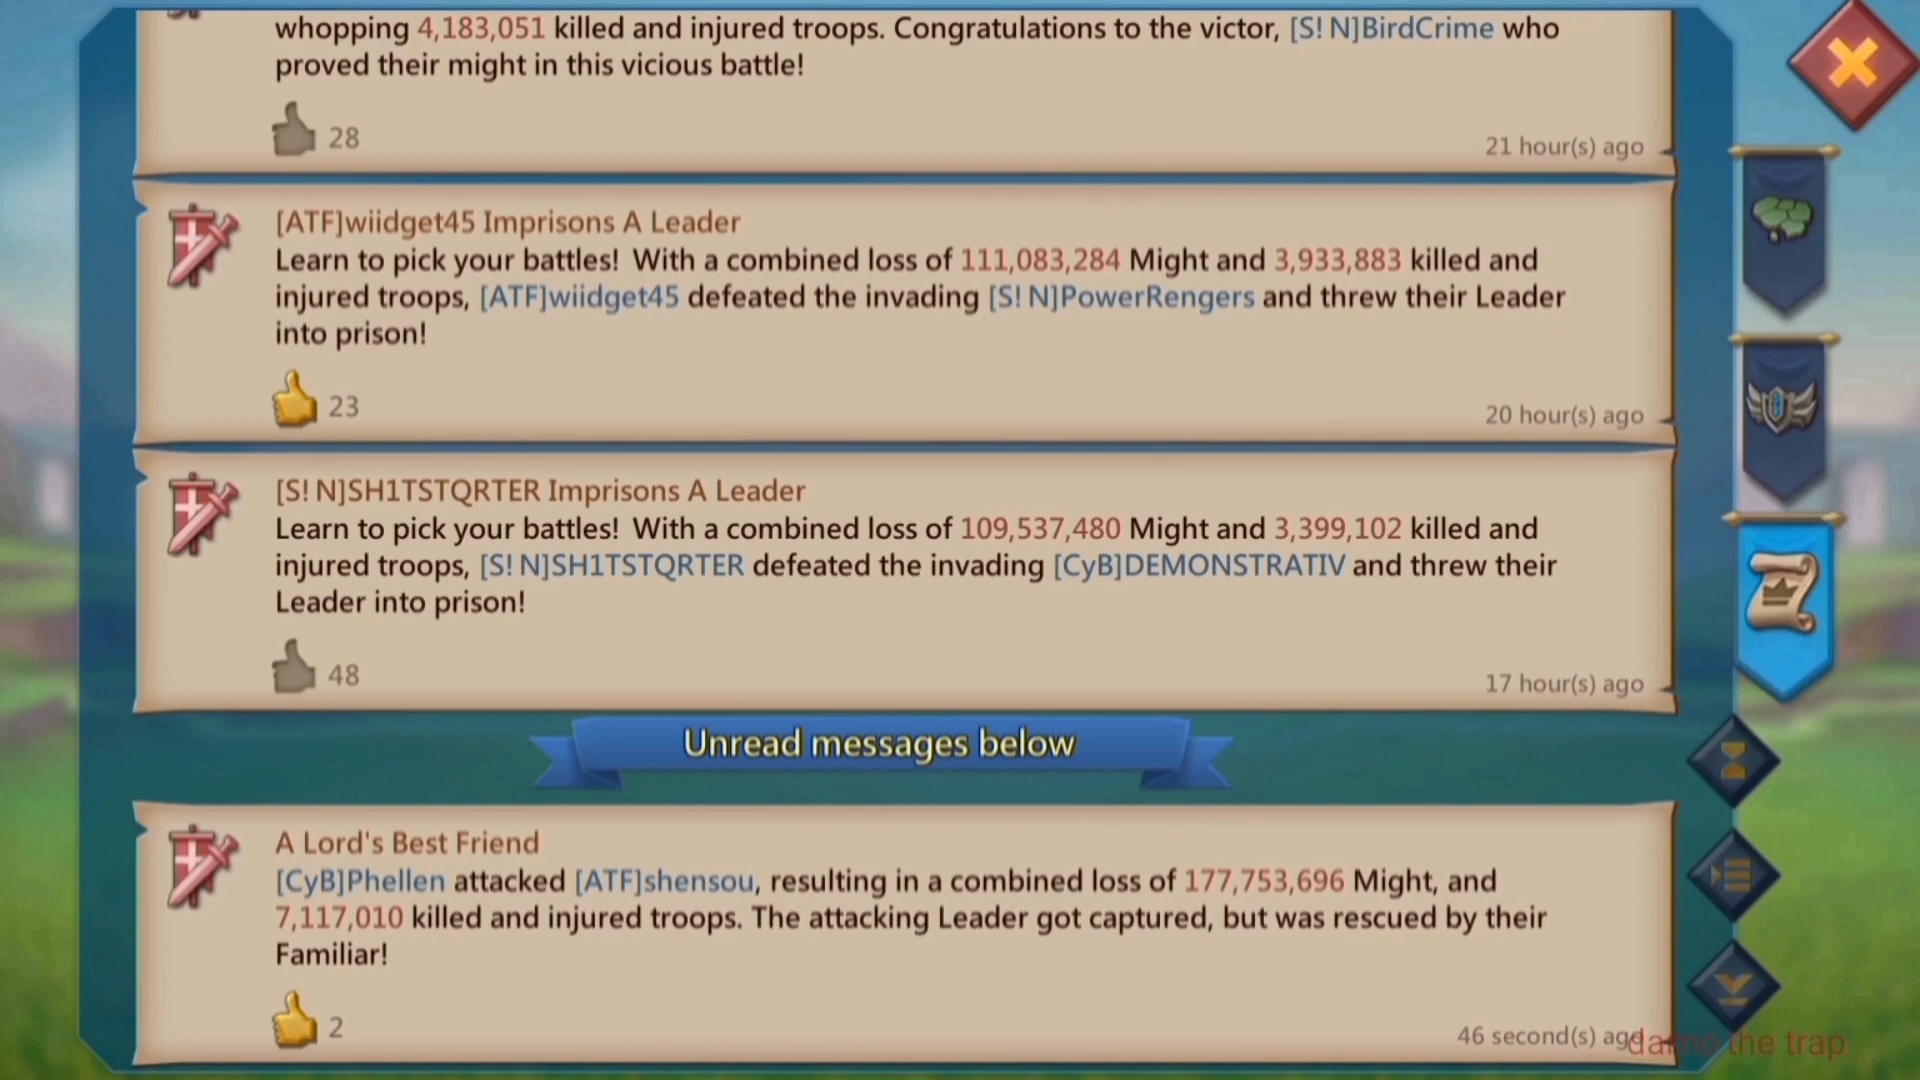 whopping 4,183,051 killed and injured troops. Congratulations to the victor, [S! N]BirdCrime who
proved their might in this vicious battle!
28
21 hour(s) ago
[ATF]wiidget45 Imprisons A Leader
Learn to pick your battles! With a combined loss of 111,083,284 Might and 3,933,883 killed and
injured troops, [ATF]wiidget45 defeated the invading [S! N]PowerRengers and threw their Leader
into prison!
23
20 hour(s) ago
[S! N]SH1TSTQRTER Imprisons A Leader
Learn to pick your battles! With a combined loss of 109,537,480 Might and 3,399,102 killed and
injured troops, [S! N]SH1TSTQRTER defeated the invading [CyB]DEMONSTRATIV and threw their
Leader into prison!
48
17 hour(s) ago
Unread messages below
A Lord's Best Friend
[CyB]Phellen attacked [ATF]shensou, resulting in a combined loss of 177,753,696 Might, and
7,117,010 killed and injured troops. The attacking Leader got captured, but was rescued by their
Familiar!
2
46 second(s) ago
damo the trap